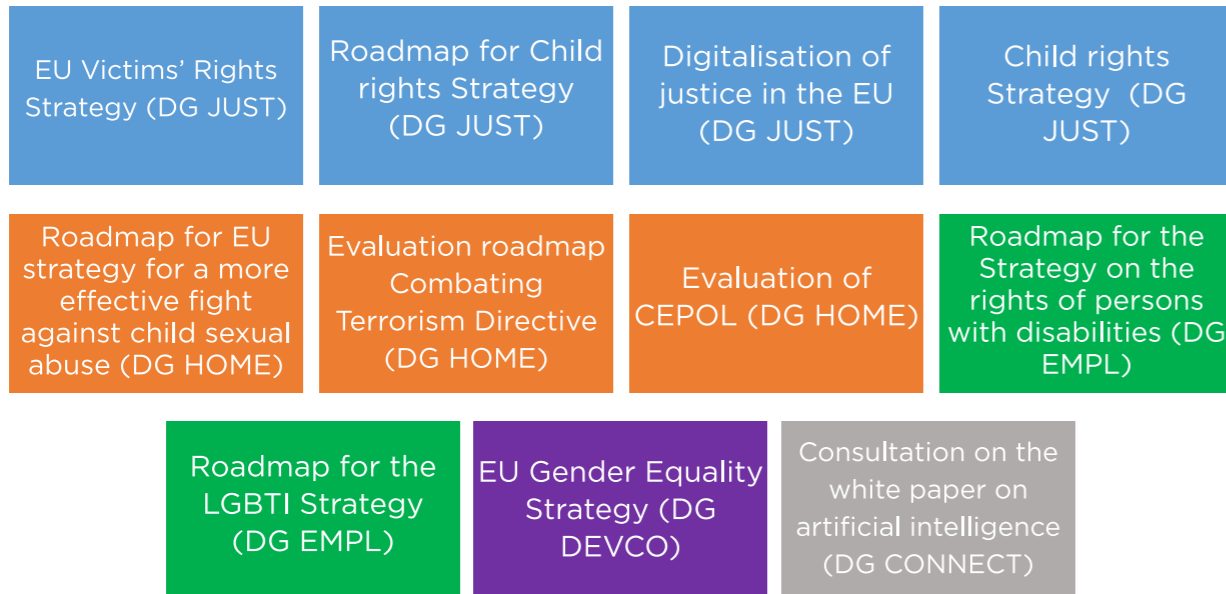 EU Victims’ Rights
Strategy (DG JUST)
Roadmap for Child
rights Strategy
(DG JUST)
Digitalisation of
justice in the EU
(DG JUST)
Child rights
Strategy (DG
JUST)
Roadmap for EU
strategy for a more
effective fight
against child sexual
abuse (DG HOME)
Evaluation roadmap
Combating
Terrorism Directive
(DG HOME)
Evaluation of
CEPOL (DG HOME)
Roadmap for the
Strategy on the
rights of persons
with disabilities (DG
EMPL)
Roadmap for the
LGBTI Strategy
(DG EMPL)
EU Gender Equality
Strategy (DG
DEVCO)
Consultation on the
white paper on
artificial intelligence
(DG CONNECT)